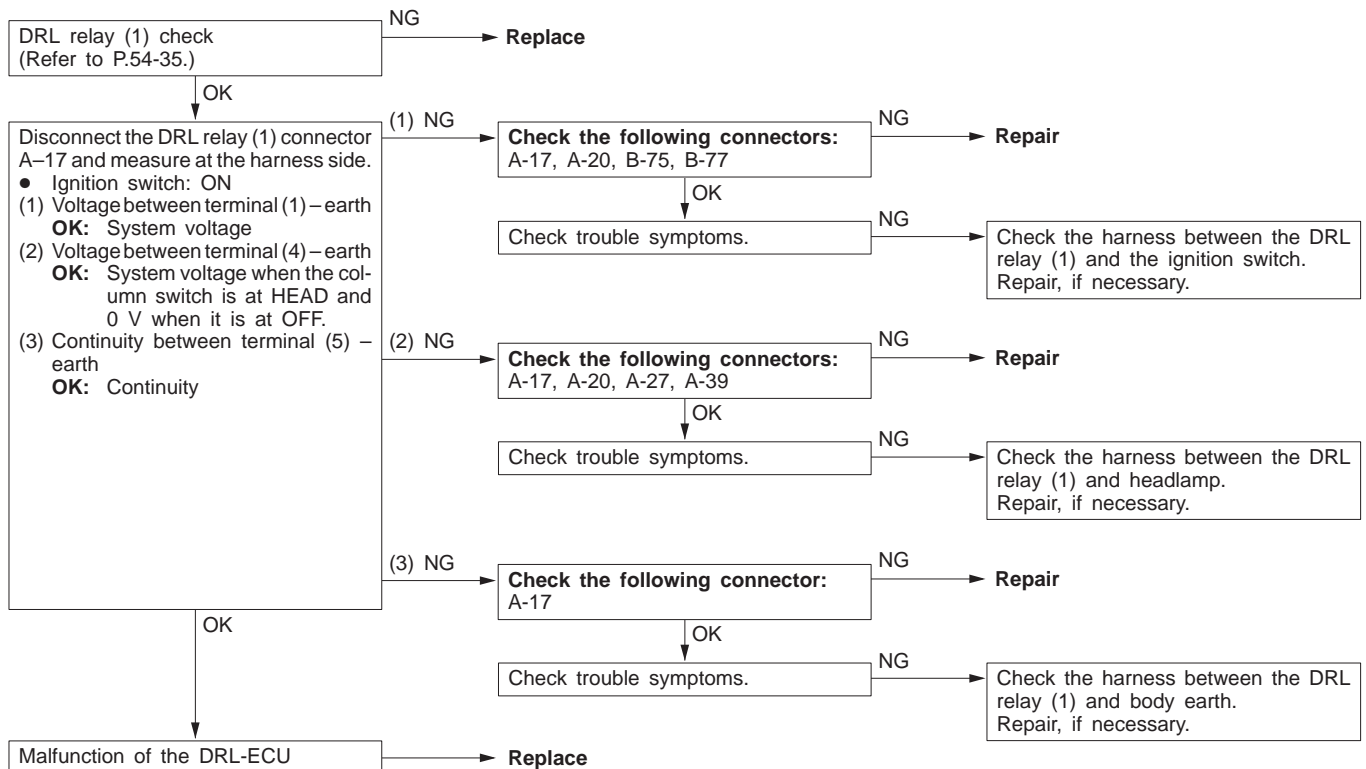 DRL relay (1) check
(Refer to P.54-35.)
NG
Replace
OK
Disconnect the DRL relay (1) connector
A–17 and measure at the harness side.
● Ignition switch: ON
(1) Voltage between terminal (1) – earth
OK: System voltage
(2) Voltage between terminal (4) – earth
OK: System voltage when the col-
umn switch is at HEAD and
0 V when it is at OFF.
(3) Continuity between terminal (5) –
earth
OK: Continuity
(1) NG
Check the following connectors:
A-17, A-20, B-75, B-77
NG
Repair
OK
Check trouble symptoms.
NG
Check the harness between the DRL
relay (1) and the ignition switch.
Repair, if necessary.
(2) NG
Check the following connectors:
A-17, A-20, A-27, A-39
NG
Repair
OK
Check trouble symptoms.
NG
Check the harness between the DRL
relay (1) and headlamp.
Repair, if necessary.
(3) NG
Check the following connector:
A-17
NG
Repair
OK
Check trouble symptoms.
NG
Check the harness between the DRL
relay (1) and body earth.
Repair, if necessary.
OK
Malfunction of the DRL-ECU
Replace